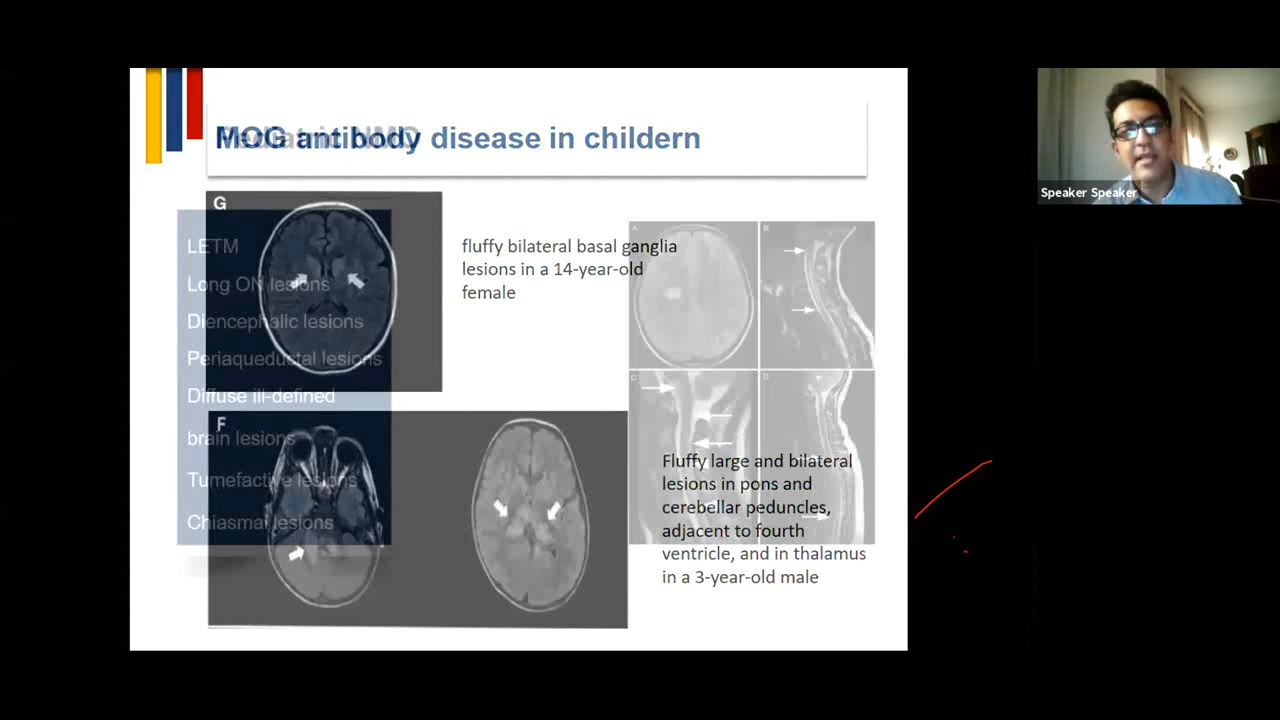 MOG antibody disease in childern
Pediatric NMO
G
LETM
Long ON lesions
Diencephalic lesions
Periaqueductal lesions
Diffuse ill-defined
brain lesions
Tumefactive lesions
Chiasmal lesions
fluffy bilateral basal ganglia
lesions in a 14-year-old
female
A
B
C
D
F
Fluffy large and bilateral
lesions in pons and
cerebellar peduncles,
adjacent to fourth
ventricle, and in thalamus
in a 3-year-old male
Speaker Speaker